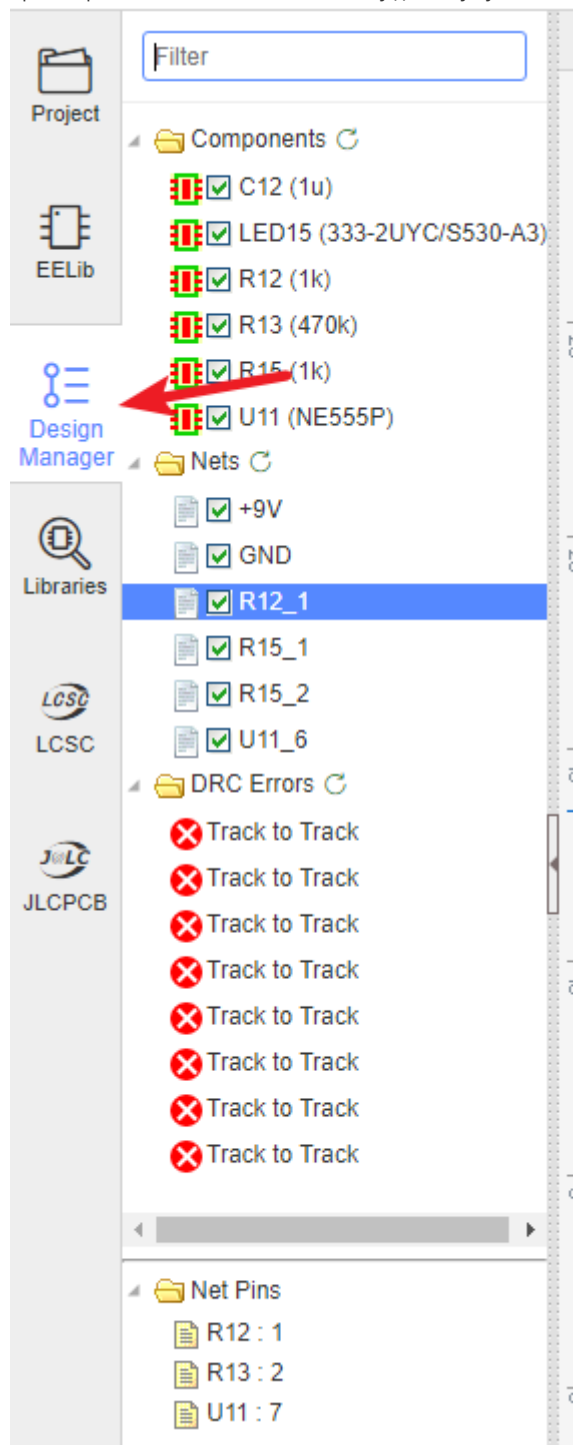 Filter
Project
Components
C12 (1u)
LED15 (333-2UYC/S530-A3)
EELib
R12 (1k)
R13 (470k)
R15 (1k)
Design
Manager
U11 (NE555P)
Nets
+9V
GND
Libraries
R12_1
R15_1
R15_2
LCSC
LCSC
U11_6
DRC Errors
Track to Track
J@LC
JLCPCB
Track to Track
Track to Track
Track to Track
Track to Track
Track to Track
Track to Track
Track to Track
Net Pins
R12 : 1
R13 : 2
U11 : 7